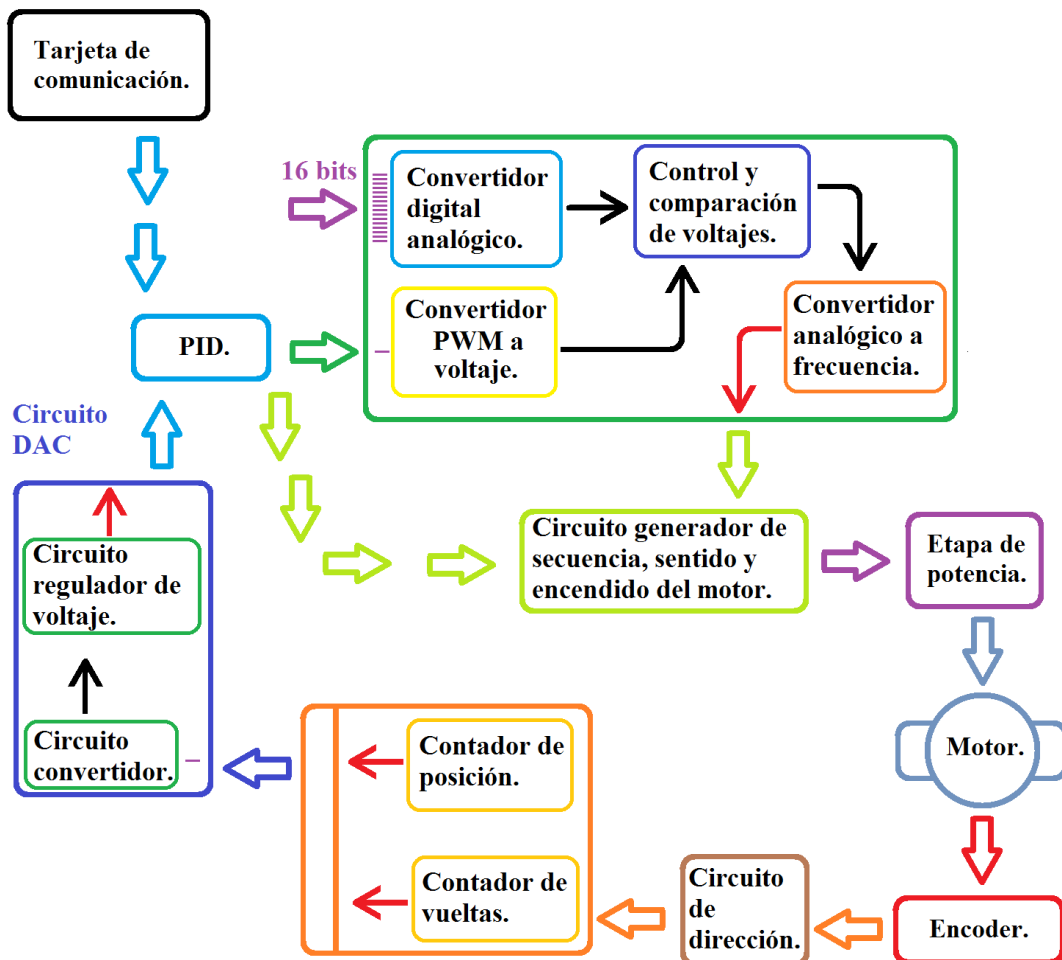 Tarjeta de
comunicación.
16 bits
Convertidor
digital
analógico.
Control y
comparación
de voltajes.
Convertidor
PWM a
voltaje.
Convertidor
analógico a
frecuencia.
PID.
Circuito
DAC
Circuito
regulador de
voltaje.
Circuito
convertidor.
Circuito generador de
secuencia, sentido y
encendido del motor.
Etapa de
potencia.
Motor.
Contador de
posición.
Contador de
vueltas.
Circuito
de
dirección.
Encoder.